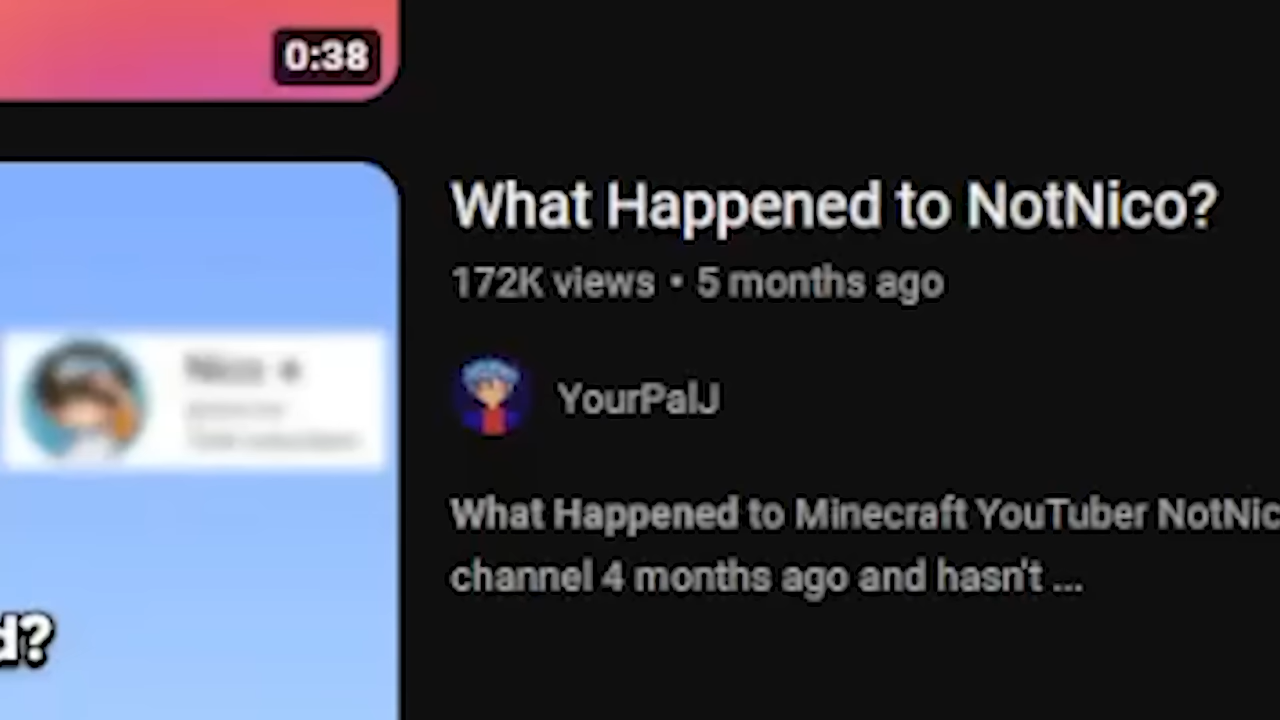 0:38
What Happened to NotNico?
172K views • 5 months ago
Nico
YourPalJ
What Happened to Minecraft YouTuber NotNic
channel 4 months ago and hasn't ...
d?